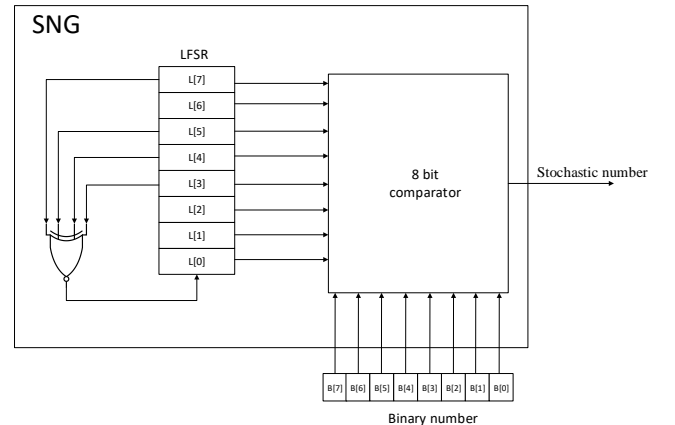 SNG
LFSR
L[7]
L[6]
L[5]
L[4]
L[3]
L[2]
L[1]
L[0]
8 bit
comparator
Stochastic number
B[7] B[6] B[5] B[4] B[3] B[2] B[1] B[0]
Binary number